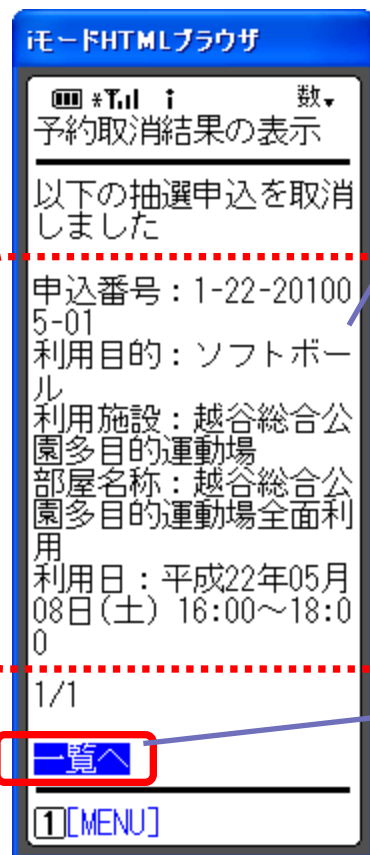 iモードHTMLブラウザ
数▾
予約取消結果の表示
以下の抽選申込を取消
しました
申込番号：1-22-20100
5-01
利用目的：ソフトボー
ル
利用施設：越谷総合公
園多目的運動場
部屋名称：越谷総合公
園多目的運動場全面利
用
利用日：平成22年05月
08日(土) 16:00～18:0
0
1/1
一覧へ
1[MENU]